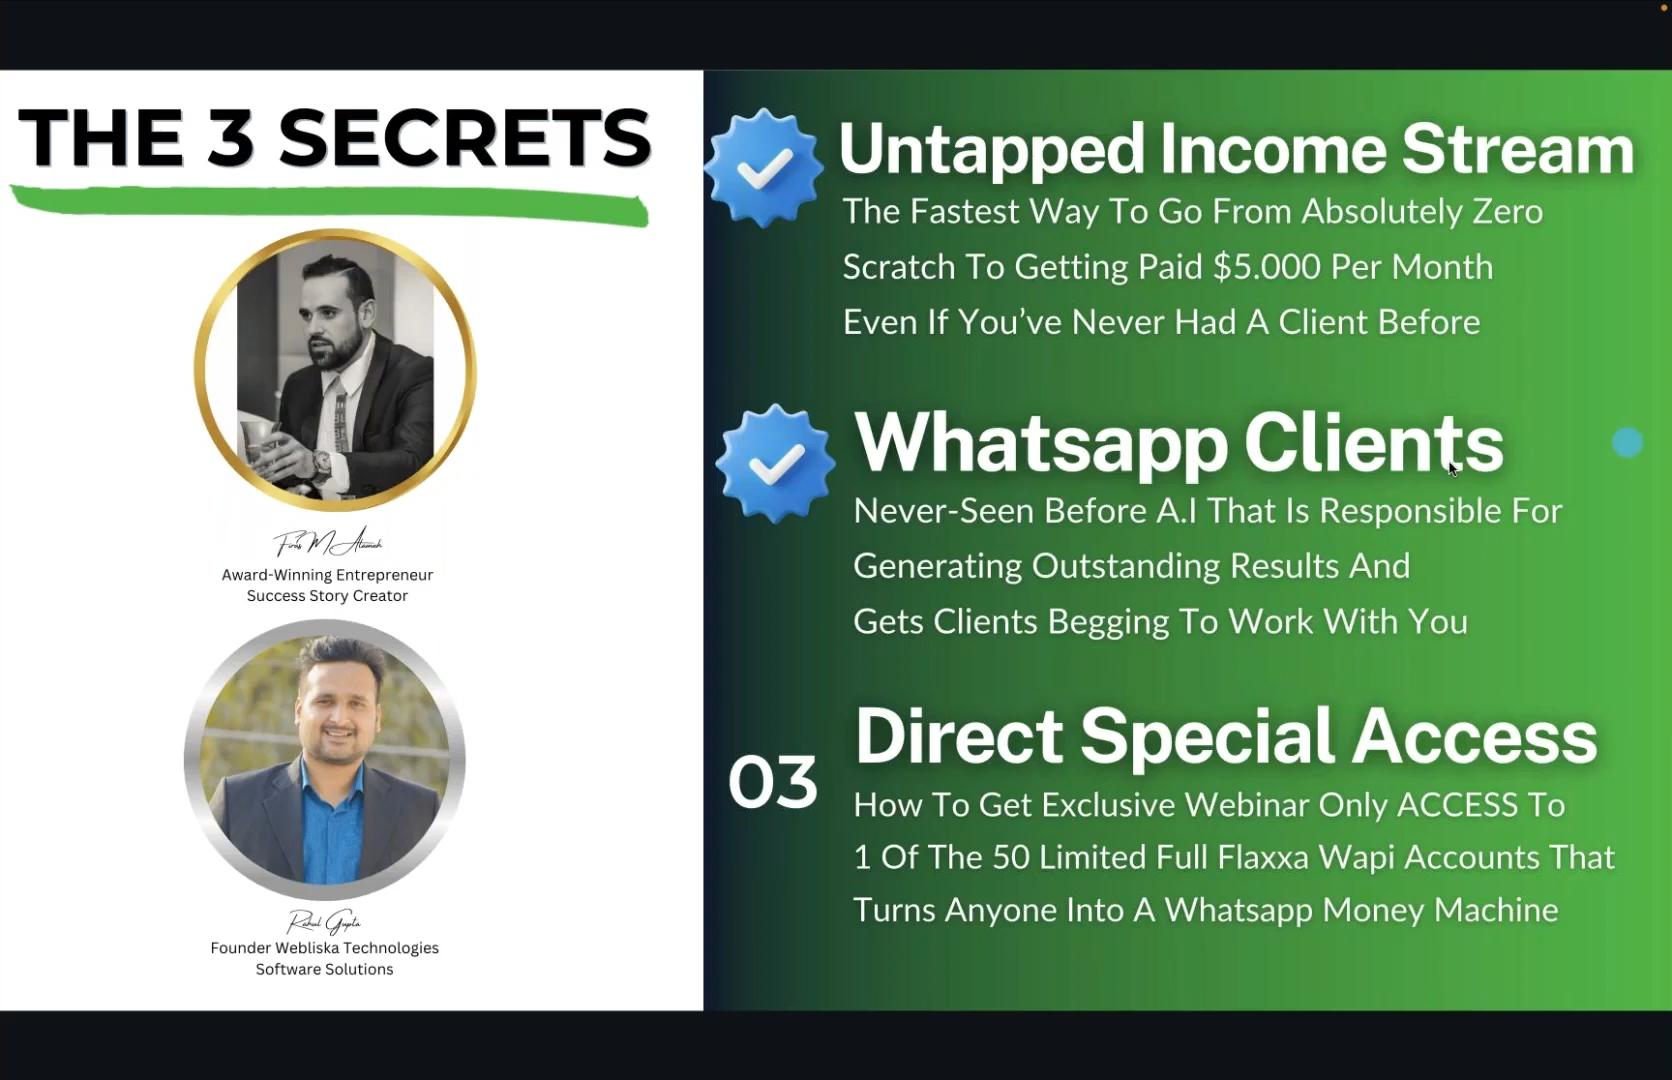 THE 3 SECRETS
Firas M Alameh
Award-Winning Entrepreneur
Success Story Creator
Rahul Gupta
Founder Webliska Technologies
Software Solutions
Untapped Income Stream
The Fastest Way To Go From Absolutely Zero
Scratch To Getting Paid $5.000 Per Month
Even If You’ve Never Had A Client Before
Whatsapp Clients
Never-Seen Before A.I That Is Responsible For
Generating Outstanding Results And
Gets Clients Begging To Work With You
03
Direct Special Access
How To Get Exclusive Webinar Only ACCESS To
1 Of The 50 Limited Full Flaxxa Wapi Accounts That
Turns Anyone Into A Whatsapp Money Machine